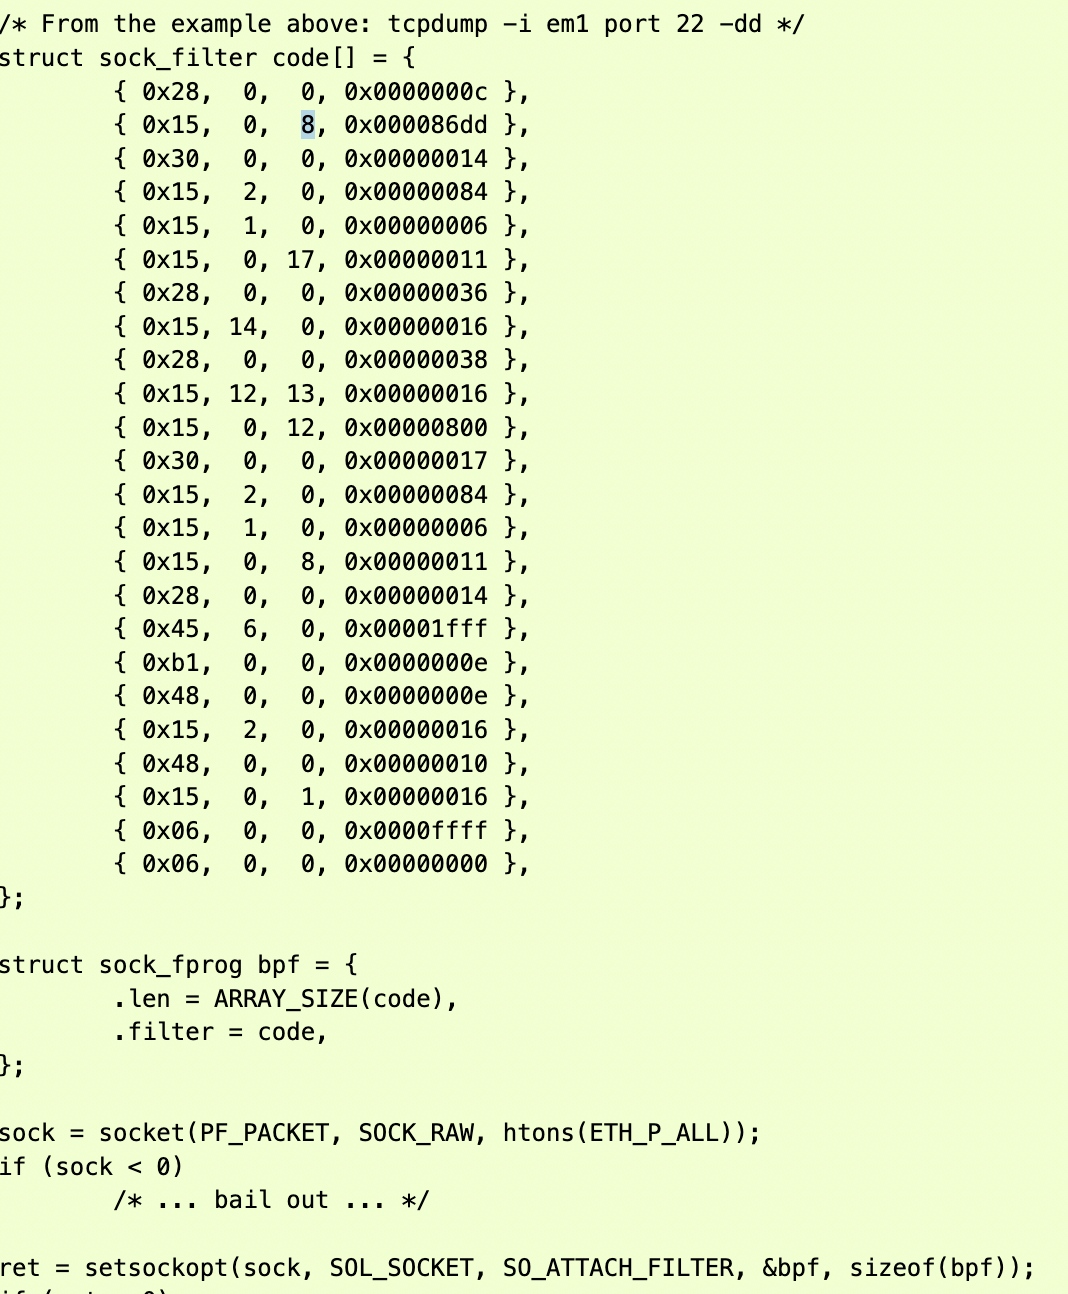 /* From the example above: tcpdump -i em1 port 22 -dd */
struct sock_filter code[] = {
        { 0x28,  0,  0, 0x0000000c },
        { 0x15,  0,  8, 0x000086dd },
        { 0x30,  0,  0, 0x00000014 },
        { 0x15,  2,  0, 0x00000084 },
        { 0x15,  1,  0, 0x00000006 },
        { 0x15,  0, 17, 0x00000011 },
        { 0x28,  0,  0, 0x00000036 },
        { 0x15, 14,  0, 0x00000016 },
        { 0x28,  0,  0, 0x00000038 },
        { 0x15, 12, 13, 0x00000016 },
        { 0x15,  0, 12, 0x00000800 },
        { 0x30,  0,  0, 0x00000017 },
        { 0x15,  2,  0, 0x00000084 },
        { 0x15,  1,  0, 0x00000006 },
        { 0x15,  0,  8, 0x00000011 },
        { 0x28,  0,  0, 0x00000014 },
        { 0x45,  6,  0, 0x00001fff },
        { 0xb1,  0,  0, 0x0000000e },
        { 0x48,  0,  0, 0x0000000e },
        { 0x15,  2,  0, 0x00000016 },
        { 0x48,  0,  0, 0x00000010 },
        { 0x15,  0,  1, 0x00000016 },
        { 0x06,  0,  0, 0x0000ffff },
        { 0x06,  0,  0, 0x00000000 },
};

struct sock_fprog bpf = {
        .len = ARRAY_SIZE(code),
        .filter = code,
};

sock = socket(PF_PACKET, SOCK_RAW, htons(ETH_P_ALL));
if (sock < 0)
        /* ... bail out ... */

ret = setsockopt(sock, SOL_SOCKET, SO_ATTACH_FILTER, &bpf, sizeof(bpf));